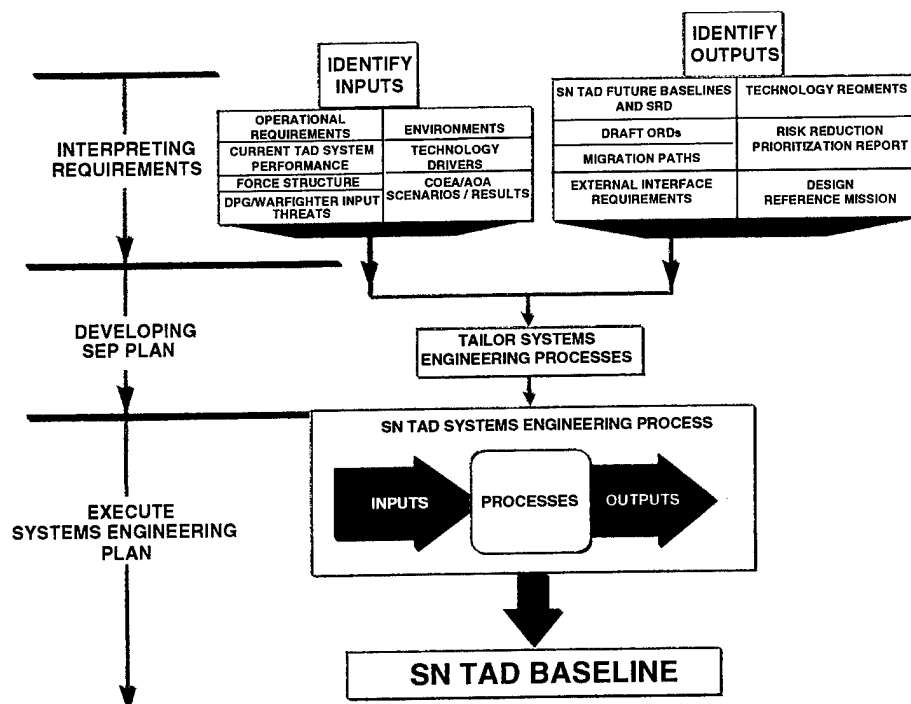 IDENTIFY
INPUTS
IDENTIFY
OUTPUTS
INTERPRETING
REQUIREMENTS
OPERATIONAL
REQUIREMENTS
CURRENT TAD SYSTEM
PERFORMANCE
FORCE STRUCTURE
DPG/WARFIGHTER INPUT
THREATS
ENVIRONMENTS
TECHNOLOGY
DRIVERS
COEA/AOA
SCENARIOS / RESULTS
SN TAD FUTURE BASELINES
AND SRD
DRAFT ORDs
MIGRATION PATHS
EXTERNAL INTERFACE
REQUIREMENTS
TECHNOLOGY REQMENTS
RISK REDUCTION
PRIORITIZATION REPORT
DESIGN
REFERENCE MISSION
DEVELOPING
SEP PLAN
TAILOR SYSTEMS
ENGINEERING PROCESSES
EXECUTE
SYSTEMS ENGINEERING
PLAN
SN TAD SYSTEMS ENGINEERING PROCESS
INPUTS
PROCESSES
OUTPUTS
SN TAD BASELINE